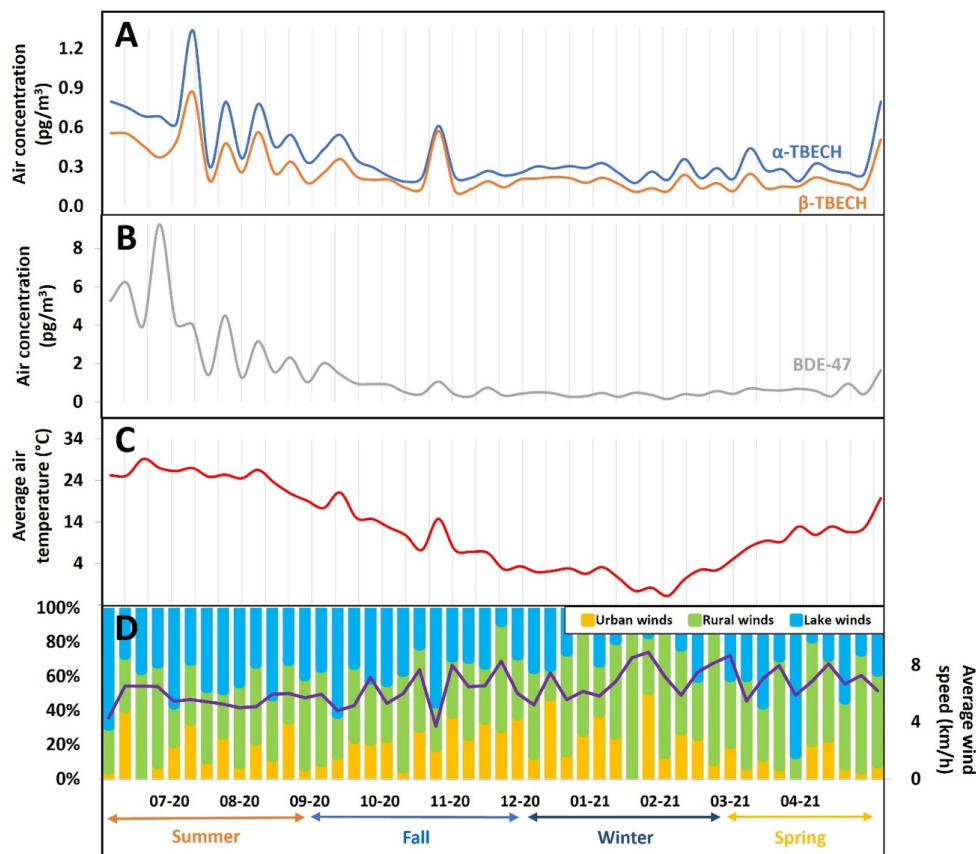 A
Air concentration
(pg/m³)
1.2
0.9
0.6
0.3
0.0
α-TBECH
β-TBECH
B
Air concentration
(pg/m³)
8
6
4
2
0
BDE-47
C
Average air
temperature (°C)
34
24
14
4
D
100%
80%
60%
40%
20%
0%
Urban winds Rural winds Lake winds
8
4
0
Average wind
speed (km/h)
07-20 08-20 09-20 10-20 11-20 12-20 01-21 02-21 03-21 04-21
Summer Fall Winter Spring